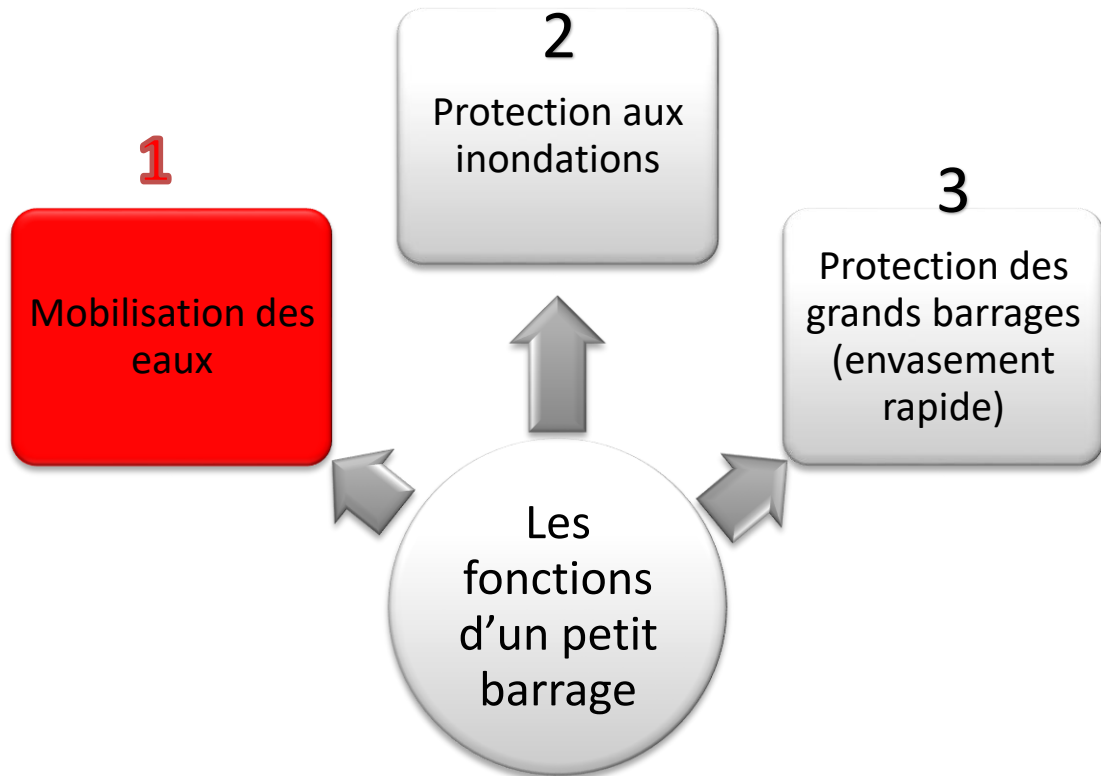 1
Mobilisation des
eaux
2
Protection aux
inondations
3
Protection des
grands barrages
(envasement
rapide)
Les
fonctions
d’un petit
barrage